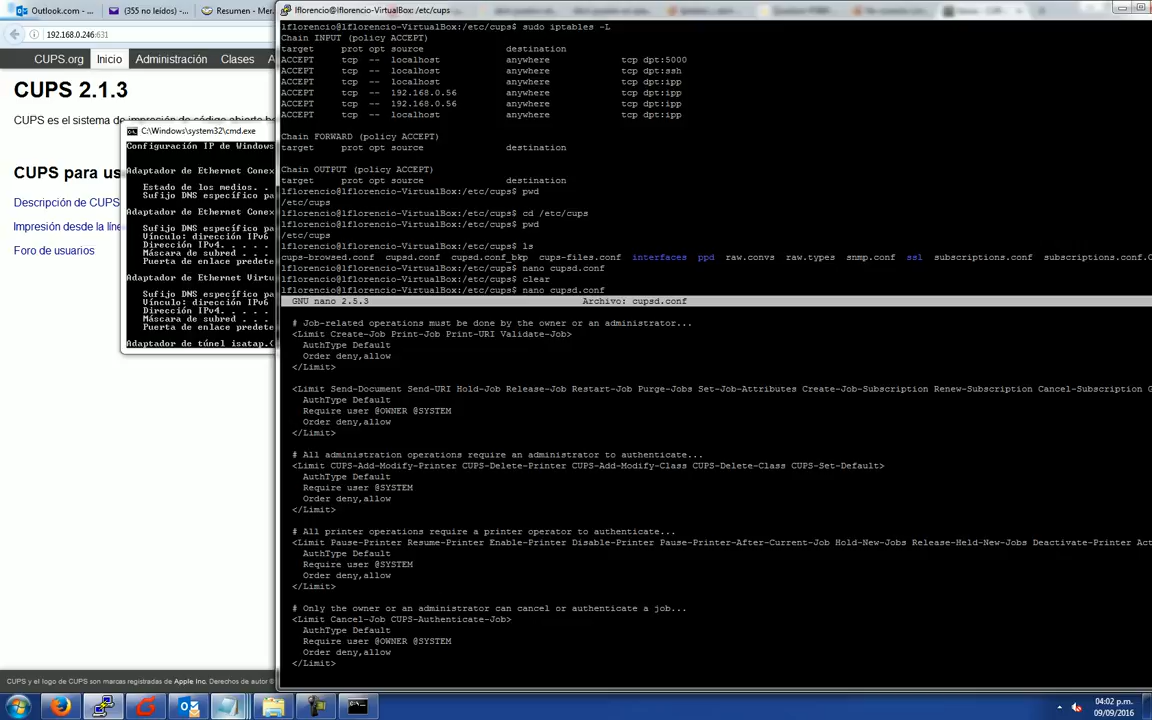 Outlook.com - ...
(355 no leídos) -...
Resumen - Mer...
192.168.0.246:631
CUPS.org
Inicio
Administración
Clases
CUPS 2.1.3
CUPS es el sistema de impresión de código abierto ba
CUPS para us
Descripción de CUPS
Impresión desde la líne
Foro de usuarios
CUPS y el logo de CUPS son marcas registradas de Apple Inc. Derechos de autor ©
C:\Windows\system32\cmd.exe
Configuración IP de Windows
Adaptador de Ethernet Conex
Estado de los medios. . .
Sufijo DNS específico pa
Adaptador de Ethernet Conex
Sufijo DNS específico pa
Vínculo: dirección IPv6
Dirección IPv4. . . . .
Máscara de subred . . .
Puerta de enlace predete
Adaptador de Ethernet Virtu
Sufijo DNS específico pa
Vínculo: dirección IPv6
Dirección IPv4. . . . .
Máscara de subred . . .
Puerta de enlace predete
Adaptador de túnel isatap.<
lflorencio@lflorencio-VirtualBox: /etc/cups
lflorencio@lflorencio-VirtualBox:/etc/cups$ sudo iptables -L
Chain INPUT (policy ACCEPT)
target prot opt source destination
ACCEPT tcp -- localhost anywhere tcp dpt:5000
ACCEPT tcp -- localhost anywhere tcp dpt:ssh
ACCEPT tcp -- localhost anywhere tcp dpt:ipp
ACCEPT tcp -- 192.168.0.56 anywhere tcp dpt:ipp
ACCEPT tcp -- 192.168.0.56 anywhere tcp dpt:ipp
ACCEPT tcp -- localhost anywhere tcp dpt:ipp
Chain FORWARD (policy ACCEPT)
target prot opt source destination
Chain OUTPUT (policy ACCEPT)
target prot opt source destination
lflorencio@lflorencio-VirtualBox:/etc/cups$ pwd
/etc/cups
lflorencio@lflorencio-VirtualBox:/etc/cups$ cd /etc/cups
lflorencio@lflorencio-VirtualBox:/etc/cups$ pwd
/etc/cups
lflorencio@lflorencio-VirtualBox:/etc/cups$ ls
cups-browsed.conf cupsd.conf cupsd.conf_bkp cups-files.conf interfaces ppd raw.convs raw.types snmp.conf ssl subscriptions.conf subscriptions.conf.O
lflorencio@lflorencio-VirtualBox:/etc/cups$ nano cupsd.conf
lflorencio@lflorencio-VirtualBox:/etc/cups$ clear
lflorencio@lflorencio-VirtualBox:/etc/cups$ nano cupsd.conf
GNU nano 2.5.3 Archivo: cupsd.conf
# Job-related operations must be done by the owner or an administrator...
<Limit Create-Job Print-Job Print-URI Validate-Job>
AuthType Default
Order deny,allow
</Limit>
<Limit Send-Document Send-URI Hold-Job Release-Job Restart-Job Purge-Jobs Set-Job-Attributes Create-Job-Subscription Renew-Subscription Cancel-Subscription G
AuthType Default
Require user @OWNER @SYSTEM
Order deny,allow
</Limit>
# All administration operations require an administrator to authenticate...
<Limit CUPS-Add-Modify-Printer CUPS-Delete-Printer CUPS-Add-Modify-Class CUPS-Delete-Class CUPS-Set-Default>
AuthType Default
Require user @SYSTEM
Order deny,allow
</Limit>
# All printer operations require a printer operator to authenticate...
<Limit Pause-Printer Resume-Printer Enable-Printer Disable-Printer Pause-Printer-After-Current-Job Hold-New-Jobs Release-Held-New-Jobs Deactivate-Printer Act
AuthType Default
Require user @SYSTEM
Order deny,allow
</Limit>
# Only the owner or an administrator can cancel or authenticate a job...
<Limit Cancel-Job CUPS-Authenticate-Job>
AuthType Default
Require user @OWNER @SYSTEM
Order deny,allow
</Limit>
04:02 p.m.
09/09/2016